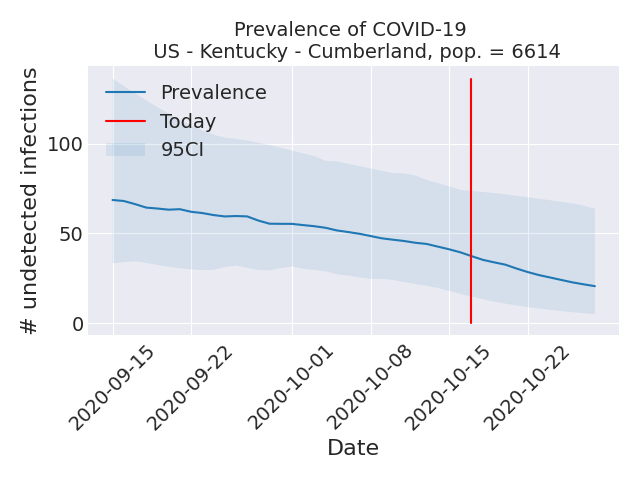 Prevalence of COVID-19
US - Kentucky - Cumberland, pop. = 6614
# undetected infections
100
50
0
Prevalence
Today
95CI
2020-09-15
2020-09-22
2020-10-01
2020-10-08
2020-10-15
2020-10-22
Date